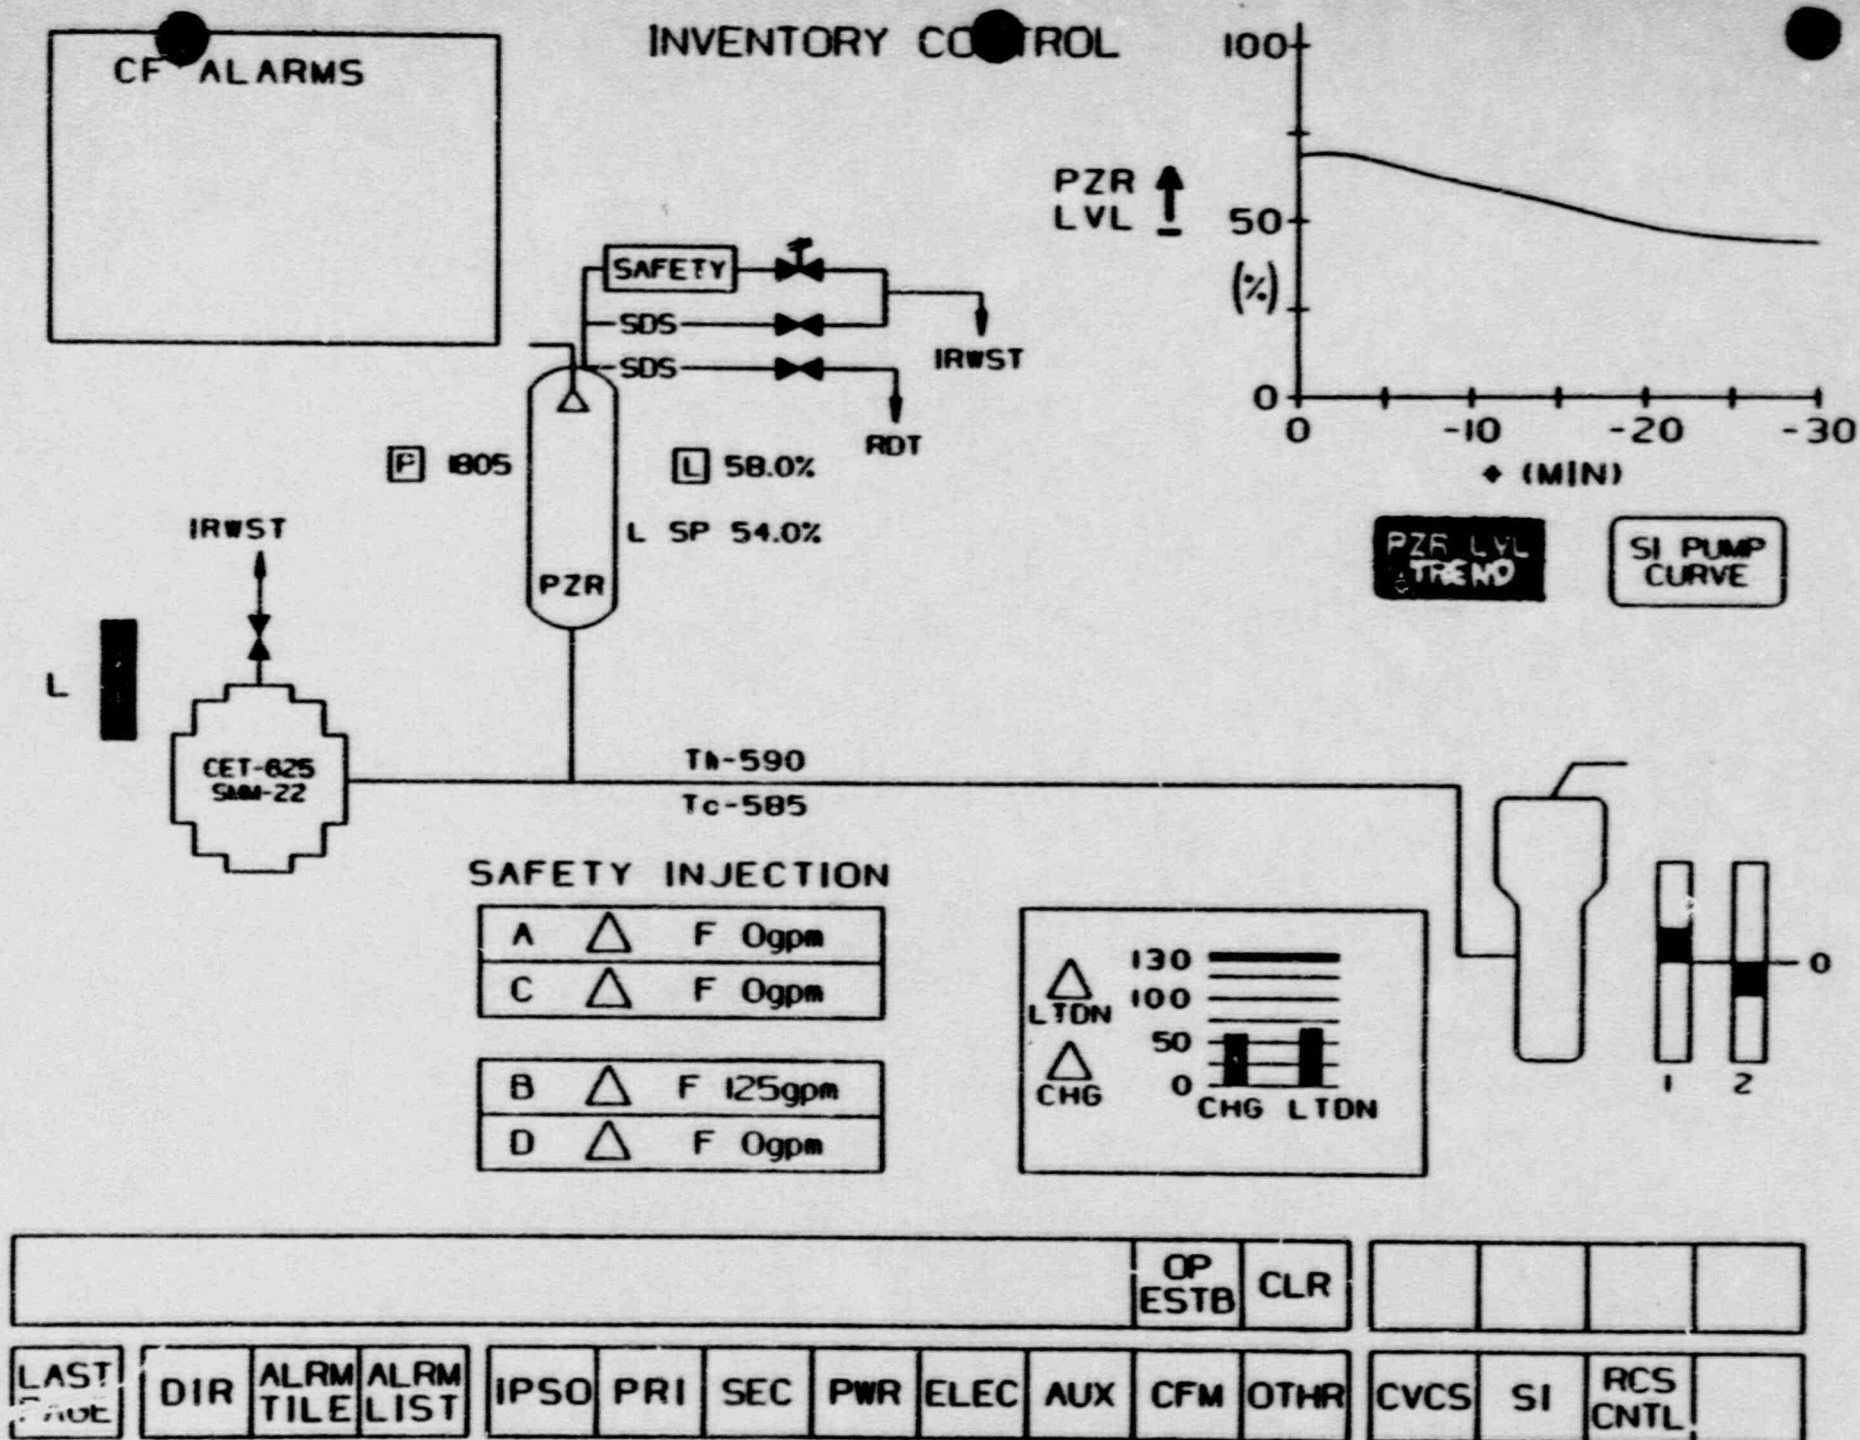 INVENTORY CO TROL
CF ALARMS
100
PZR
LVL
50
(%)
0
0 -10 -20 -30
(MIN)
SAFETY
SDS
SDS
IRWST
RDT
P 1805
L 58.0%
L SP 54.0%
PZR
PZR LVL
TREND
SI PUMP
CURVE
IRWST
L
CET-625
SMM-22
Th-590
Tc-585
SAFETY INJECTION
A F 0gpm
C F 0gpm
B F 125gpm
D F 0gpm
LTDN
CHG
130
100
50
0
CHG LTDN
0
1 2
OP
ESTB
CLR
LAST
PAGE
DIR
ALRM
TILE
ALRM
LIST
IPSO
PRI
SEC
PWR
ELEC
AUX
CFM
OTHR
CVCS
SI
RCS
CNTL